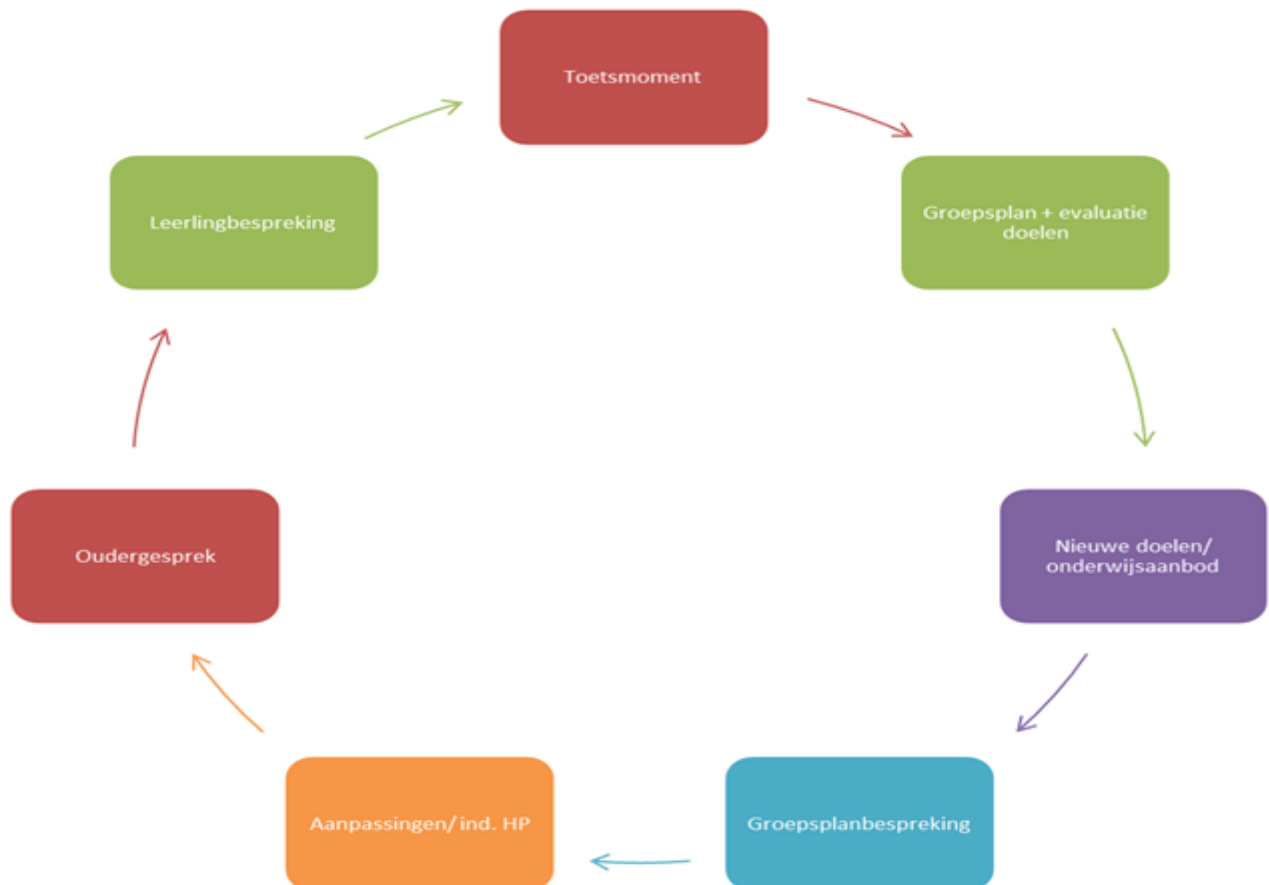 Toetsmoment
Groepsplan + evaluatie
doelen
Nieuwe doelen/
onderwijsaanbod
Groepsplanbespreking
Aanpassingen/ ind. HP
Oudergesprek
Leerlingbespreking